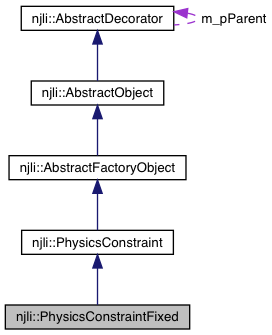 njli::AbstractDecorator
m_pParent
njli::AbstractObject
njli::AbstractFactoryObject
njli::PhysicsConstraint
njli::PhysicsConstraintFixed